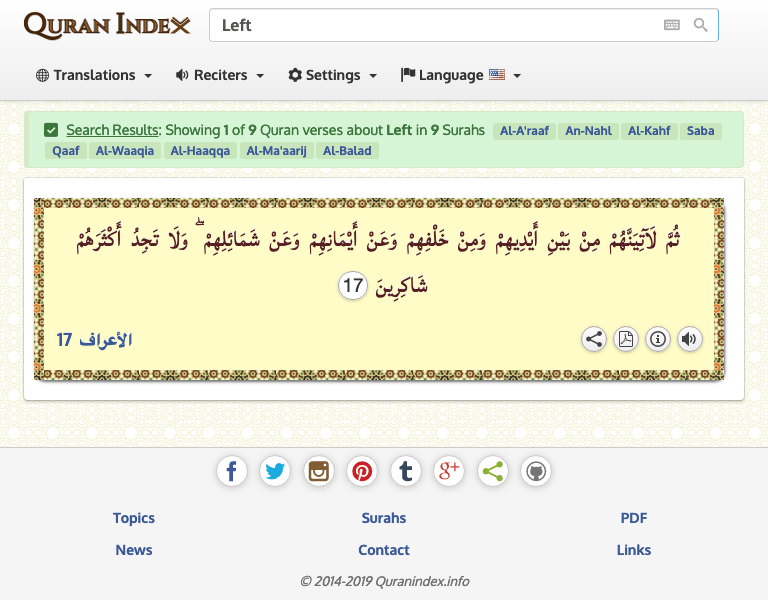 QURAN INDEX
Left
Translations Reciters Settings Language
Search Results: Showing 1 of 9 Quran verses about Left in 9 Surahs Al-A'raaf An-Nahl Al-Kahf Saba
Qaaf Al-Waaqia Al-Haaqqa Al-Ma'aarij Al-Balad
ثُمَّ لَآتِيَنَّهُمْ مِنْ بَيْنِ أَيْدِيهِمْ وَمِنْ خَلْفِهِمْ وَعَنْ أَيْمَانِهِمْ وَعَنْ شَمَائِلِهِمْ ۖ وَلَا تَجِدُ أَكْثَرَهُمْ
شَاكِرِينَ 17
الأعراف 17
Topics Surahs PDF
News Contact Links
© 2014-2019 Quranindex.info